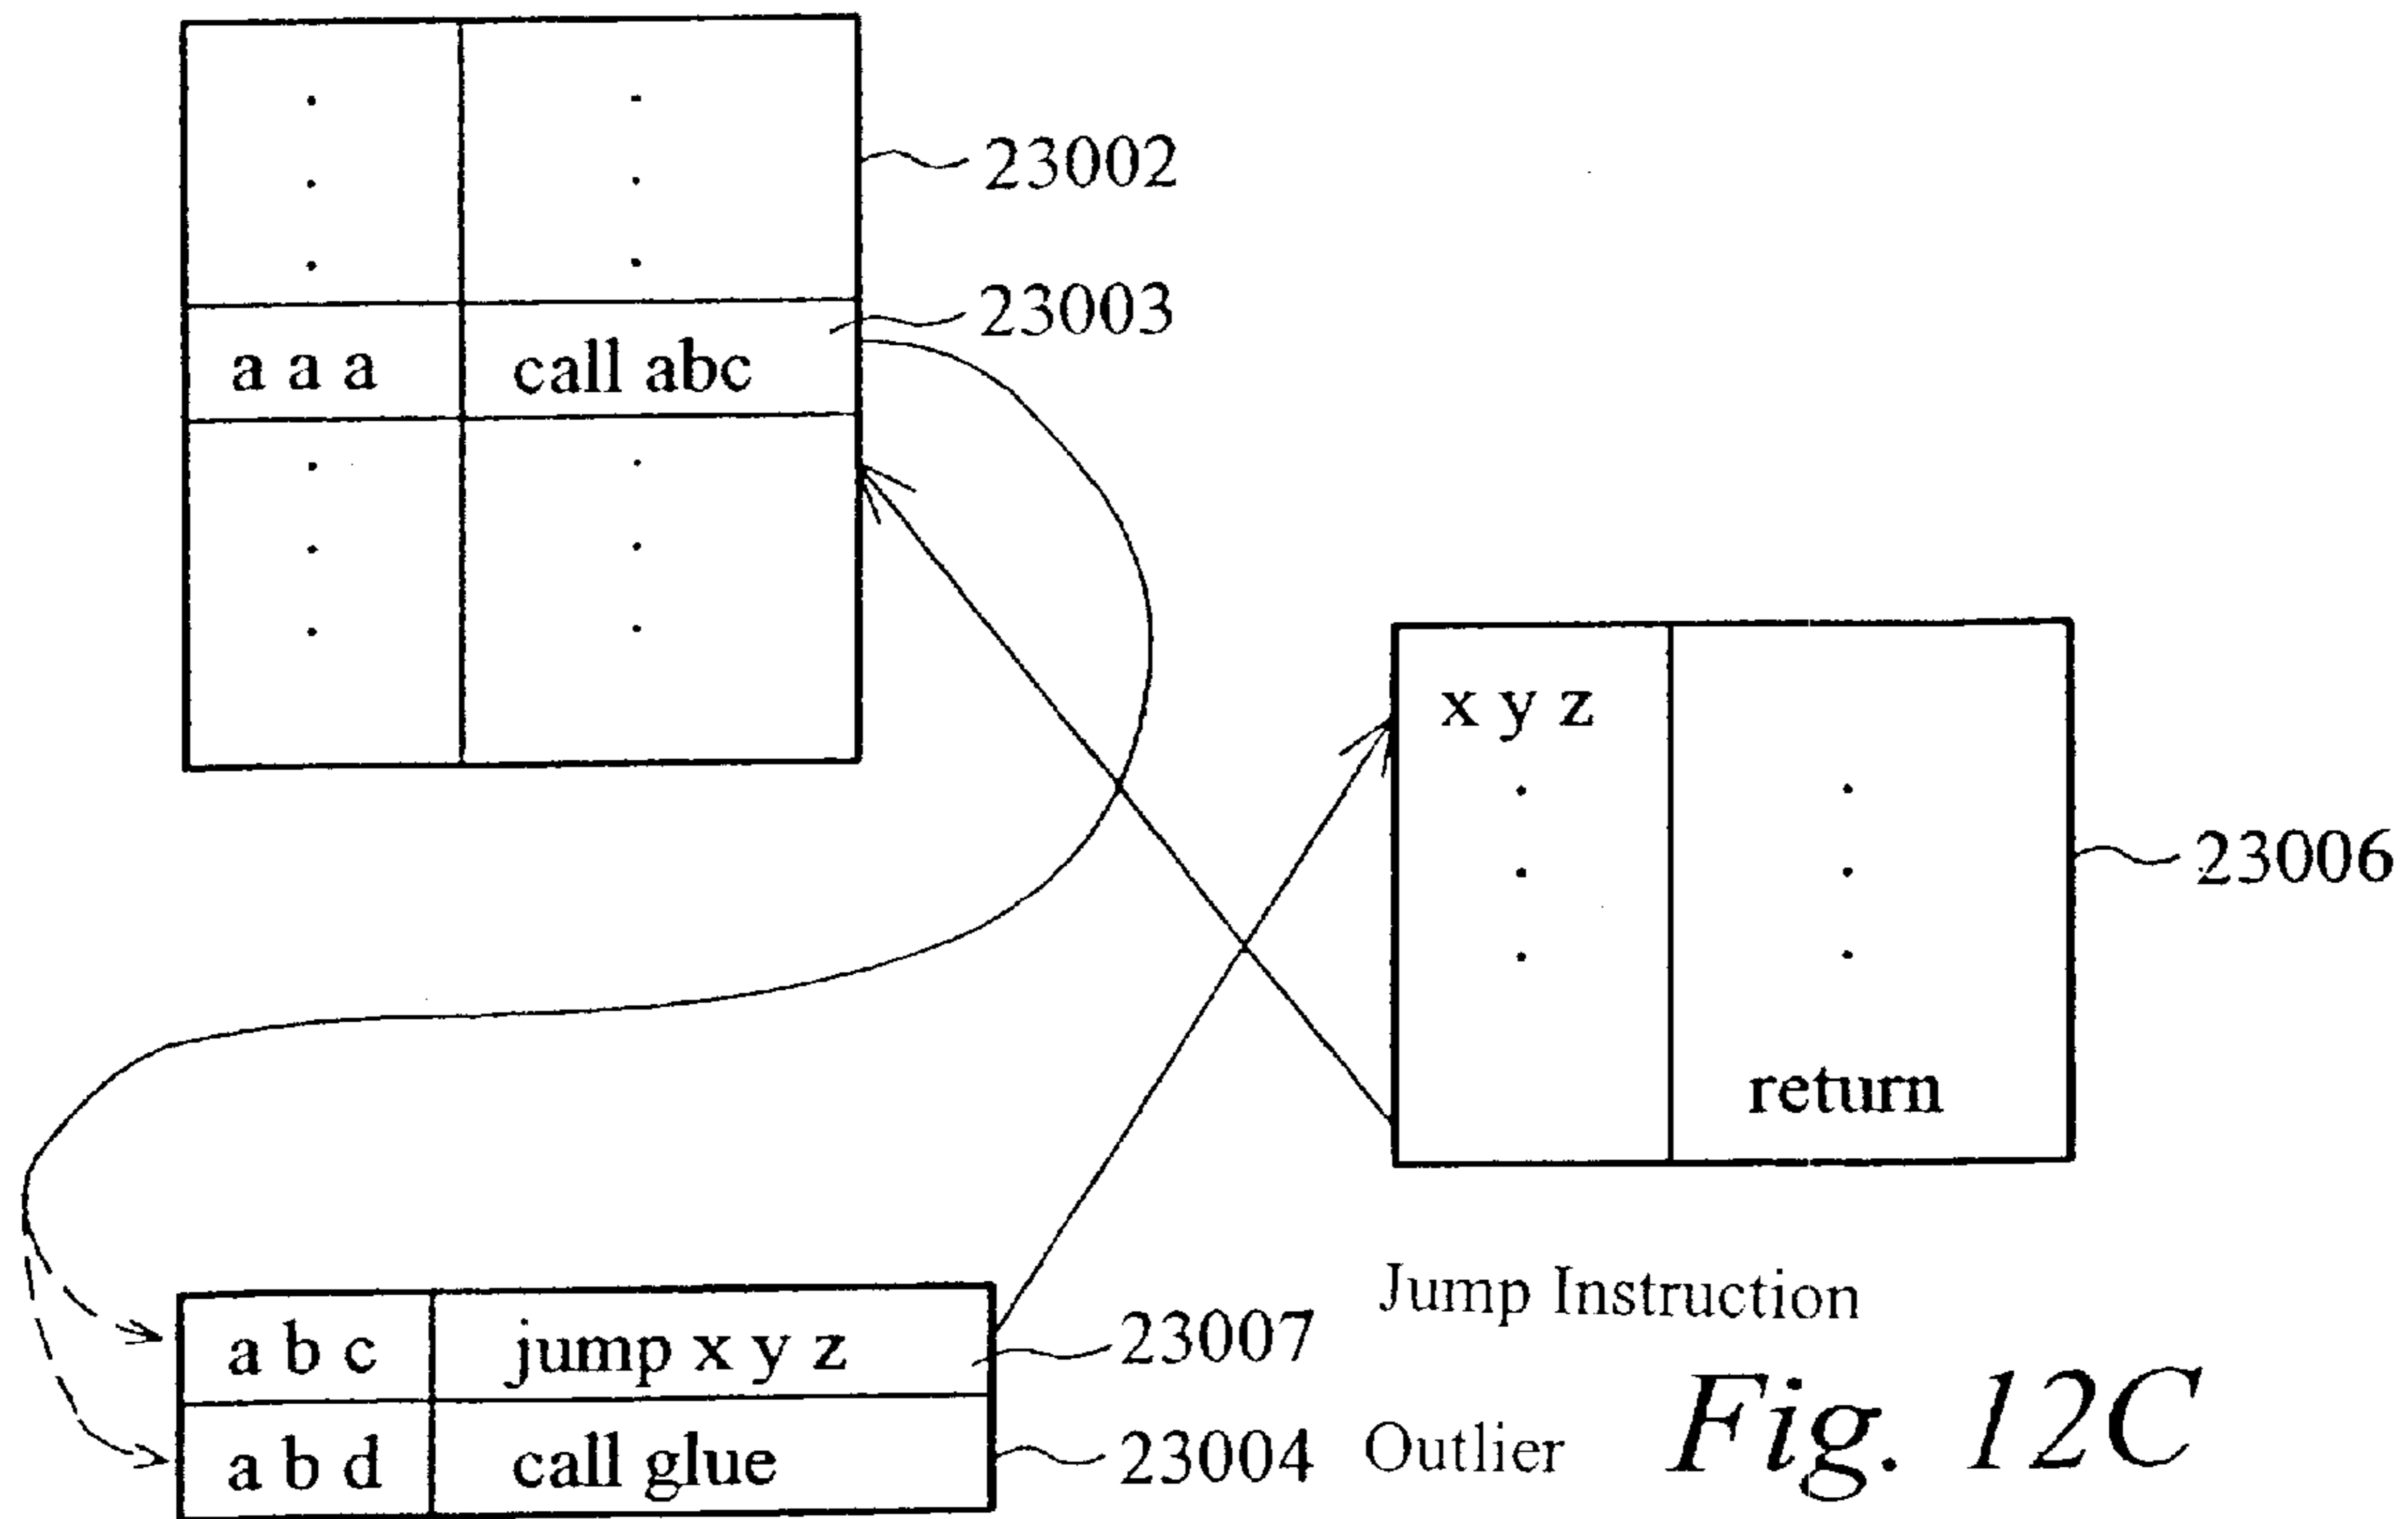 23002
23003
a a a call abc
x y z
23006
return
Jump Instruction
a b c jump x y z 23007
a b d call glue 23004 Outlier
Fig. 12C